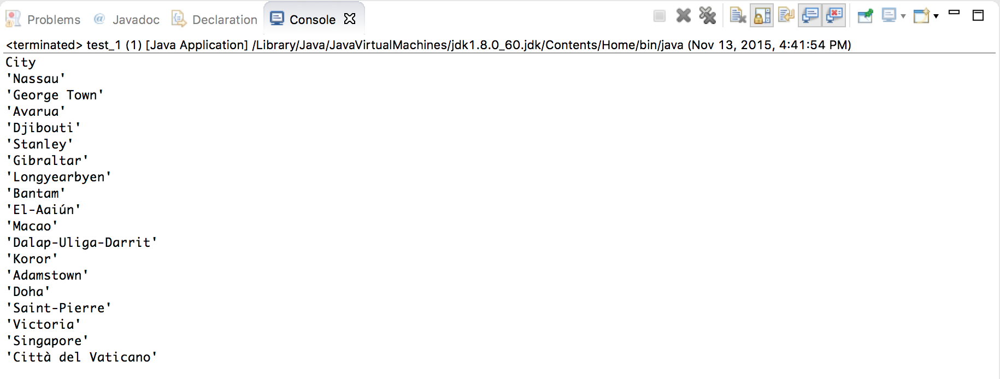 Problems @ Javadoc Declaration Console
<terminated> test_1 (1) [Java Application] /Library/Java/JavaVirtualMachines/jdk1.8.0_60.jdk/Contents/Home/bin/java (Nov 13, 2015, 4:41:54 PM)
City
'Nassau'
'George Town'
'Avarua'
'Djibouti'
'Stanley'
'Gibraltar'
'Longyearbyen'
'Bantam'
'El-Aaiún'
'Macao'
'Dalap-Uliga-Darrit'
'Koror'
'Adamstown'
'Doha'
'Saint-Pierre'
'Victoria'
'Singapore'
'Città del Vaticano'